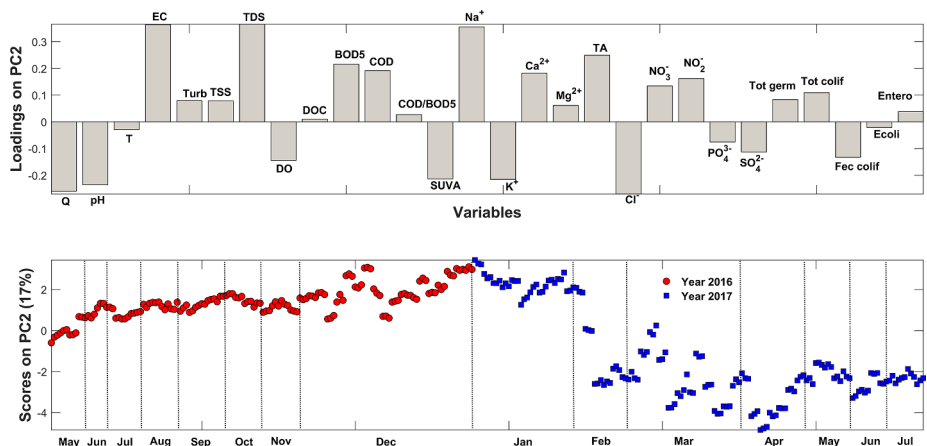 Loadings on PC2
0.3
0.2
0.1
0
-0.1
-0.2
Q
pH
T
EC
Turb
TSS
TDS
DO
DOC
BOD5
COD
COD/BOD5
SUVA
Na+
K+
Ca2+
Mg2+
TA
Cl-
NO3-
NO2-
PO43-
SO42-
Tot germ
Tot colif
Fec colif
Ecoli
Entero
Variables
Scores on PC2 (17%)
2
0
-2
-4
Year 2016
Year 2017
May Jun Jul Aug Sep Oct Nov Dec Jan Feb Mar Apr May Jun Jul